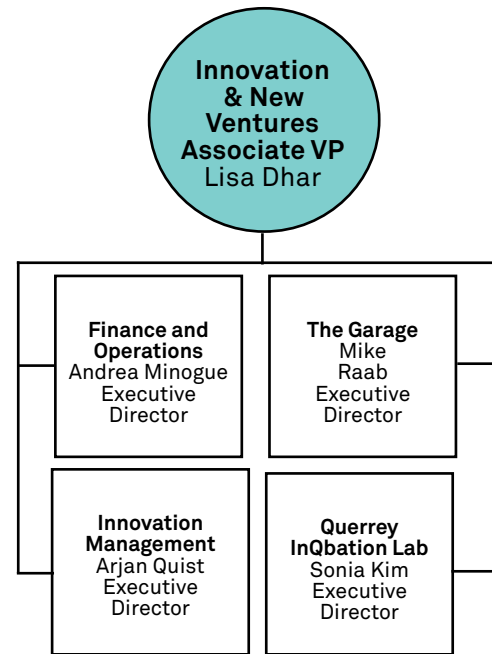 Innovation
& New
Ventures
Associate VP
Lisa Dhar
Finance and
Operations
Andrea Minogue
Executive
Director
The Garage
Mike
Raab
Executive
Director
Innovation
Management
Arjan Quist
Executive
Director
Querrey
InQbation Lab
Sonia Kim
Executive
Director